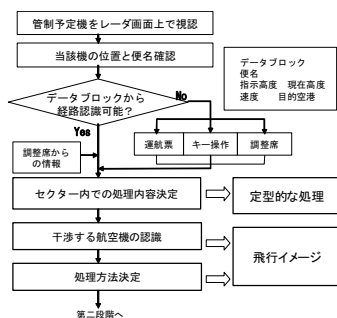 管制予定機をレーダ画面上で視認
当該機の位置と便名確認
データブロックから
経路認識可能？
No
Yes
データブロック
便名
指示高度　現在高度
速度　目的空港
調整席から
の情報
運航票
キー操作
調整席
セクター内での処理内容決定
定型的な処理
干渉する航空機の認識
飛行イメージ
処理方法決定
第二段階へ